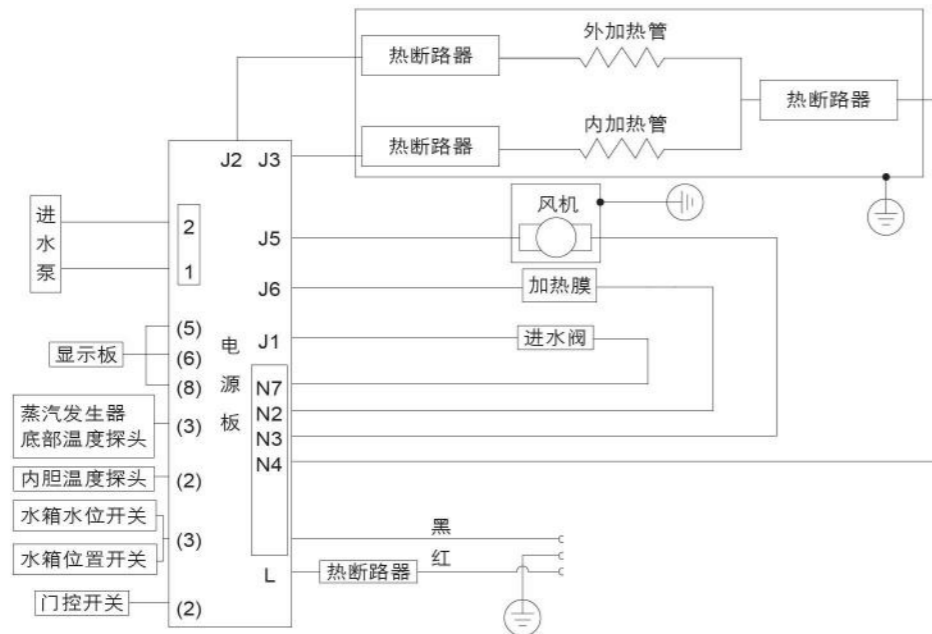 外加热管
热断路器
热断路器
内加热管
热断路器
J2 J3
进水泵
2
1
风机
J5
J6
加热膜
J1
进水阀
显示板
(5)
(6)
(8)
电源板
N7
N2
N3
N4
蒸汽发生器
底部温度探头
(3)
内胆温度探头
(2)
水箱水位开关
水箱位置开关
(3)
黑
红
L
热断路器
门控开关
(2)